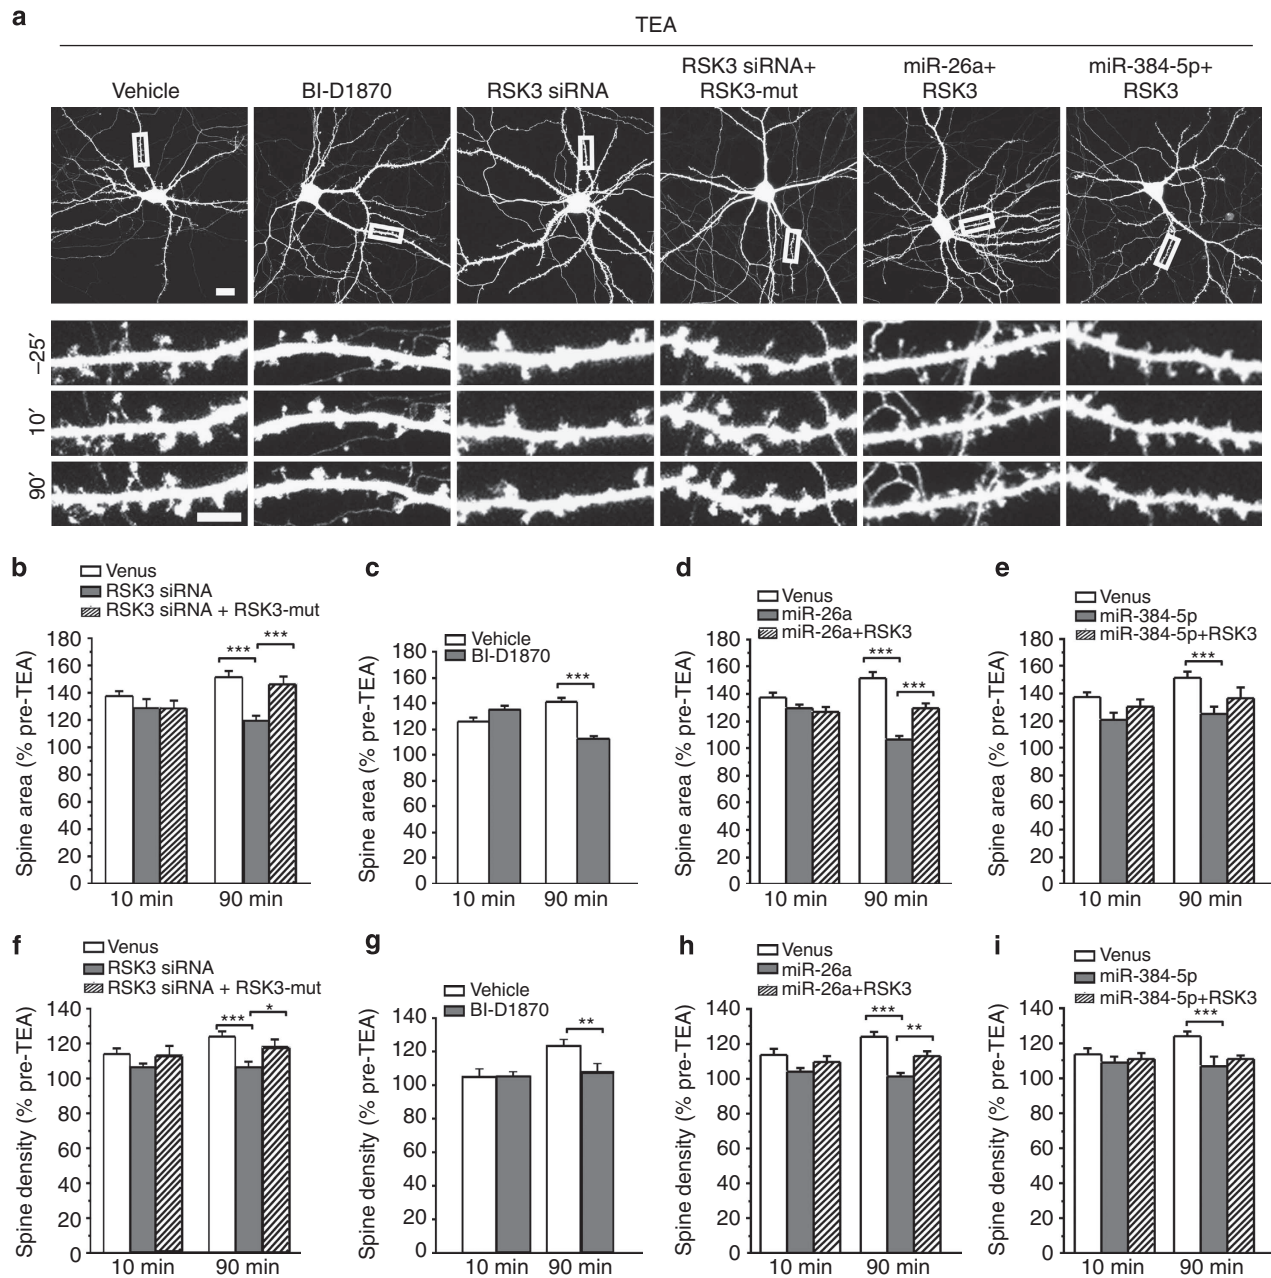 a
TEA
Vehicle
BI-D1870
RSK3 siRNA
RSK3 siRNA+
RSK3-mut
miR-26a+
RSK3
miR-384-5p+
RSK3
–25′
10′
90′
b
Venus
RSK3 siRNA
RSK3 siRNA + RSK3-mut
Spine area (% pre-TEA)
180
160
140
120
100
80
60
40
20
0
***
***
10 min
90 min
c
Vehicle
BI-D1870
Spine area (% pre-TEA)
180
160
140
120
100
80
60
40
20
0
***
10 min
90 min
d
Venus
miR-26a
miR-26a+RSK3
Spine area (% pre-TEA)
180
160
140
120
100
80
60
40
20
0
***
***
10 min
90 min
e
Venus
miR-384-5p
miR-384-5p+RSK3
Spine area (% pre-TEA)
180
160
140
120
100
80
60
40
20
0
***
10 min
90 min
f
Venus
RSK3 siRNA
RSK3 siRNA + RSK3-mut
Spine density (% pre-TEA)
140
120
100
80
60
40
20
0
***
*
10 min
90 min
g
Vehicle
BI-D1870
Spine density (% pre-TEA)
140
120
100
80
60
40
20
0
**
10 min
90 min
h
Venus
miR-26a
miR-26a+RSK3
Spine density (% pre-TEA)
140
120
100
80
60
40
20
0
***
**
10 min
90 min
i
Venus
miR-384-5p
miR-384-5p+RSK3
Spine density (% pre-TEA)
140
120
100
80
60
40
20
0
***
10 min
90 min